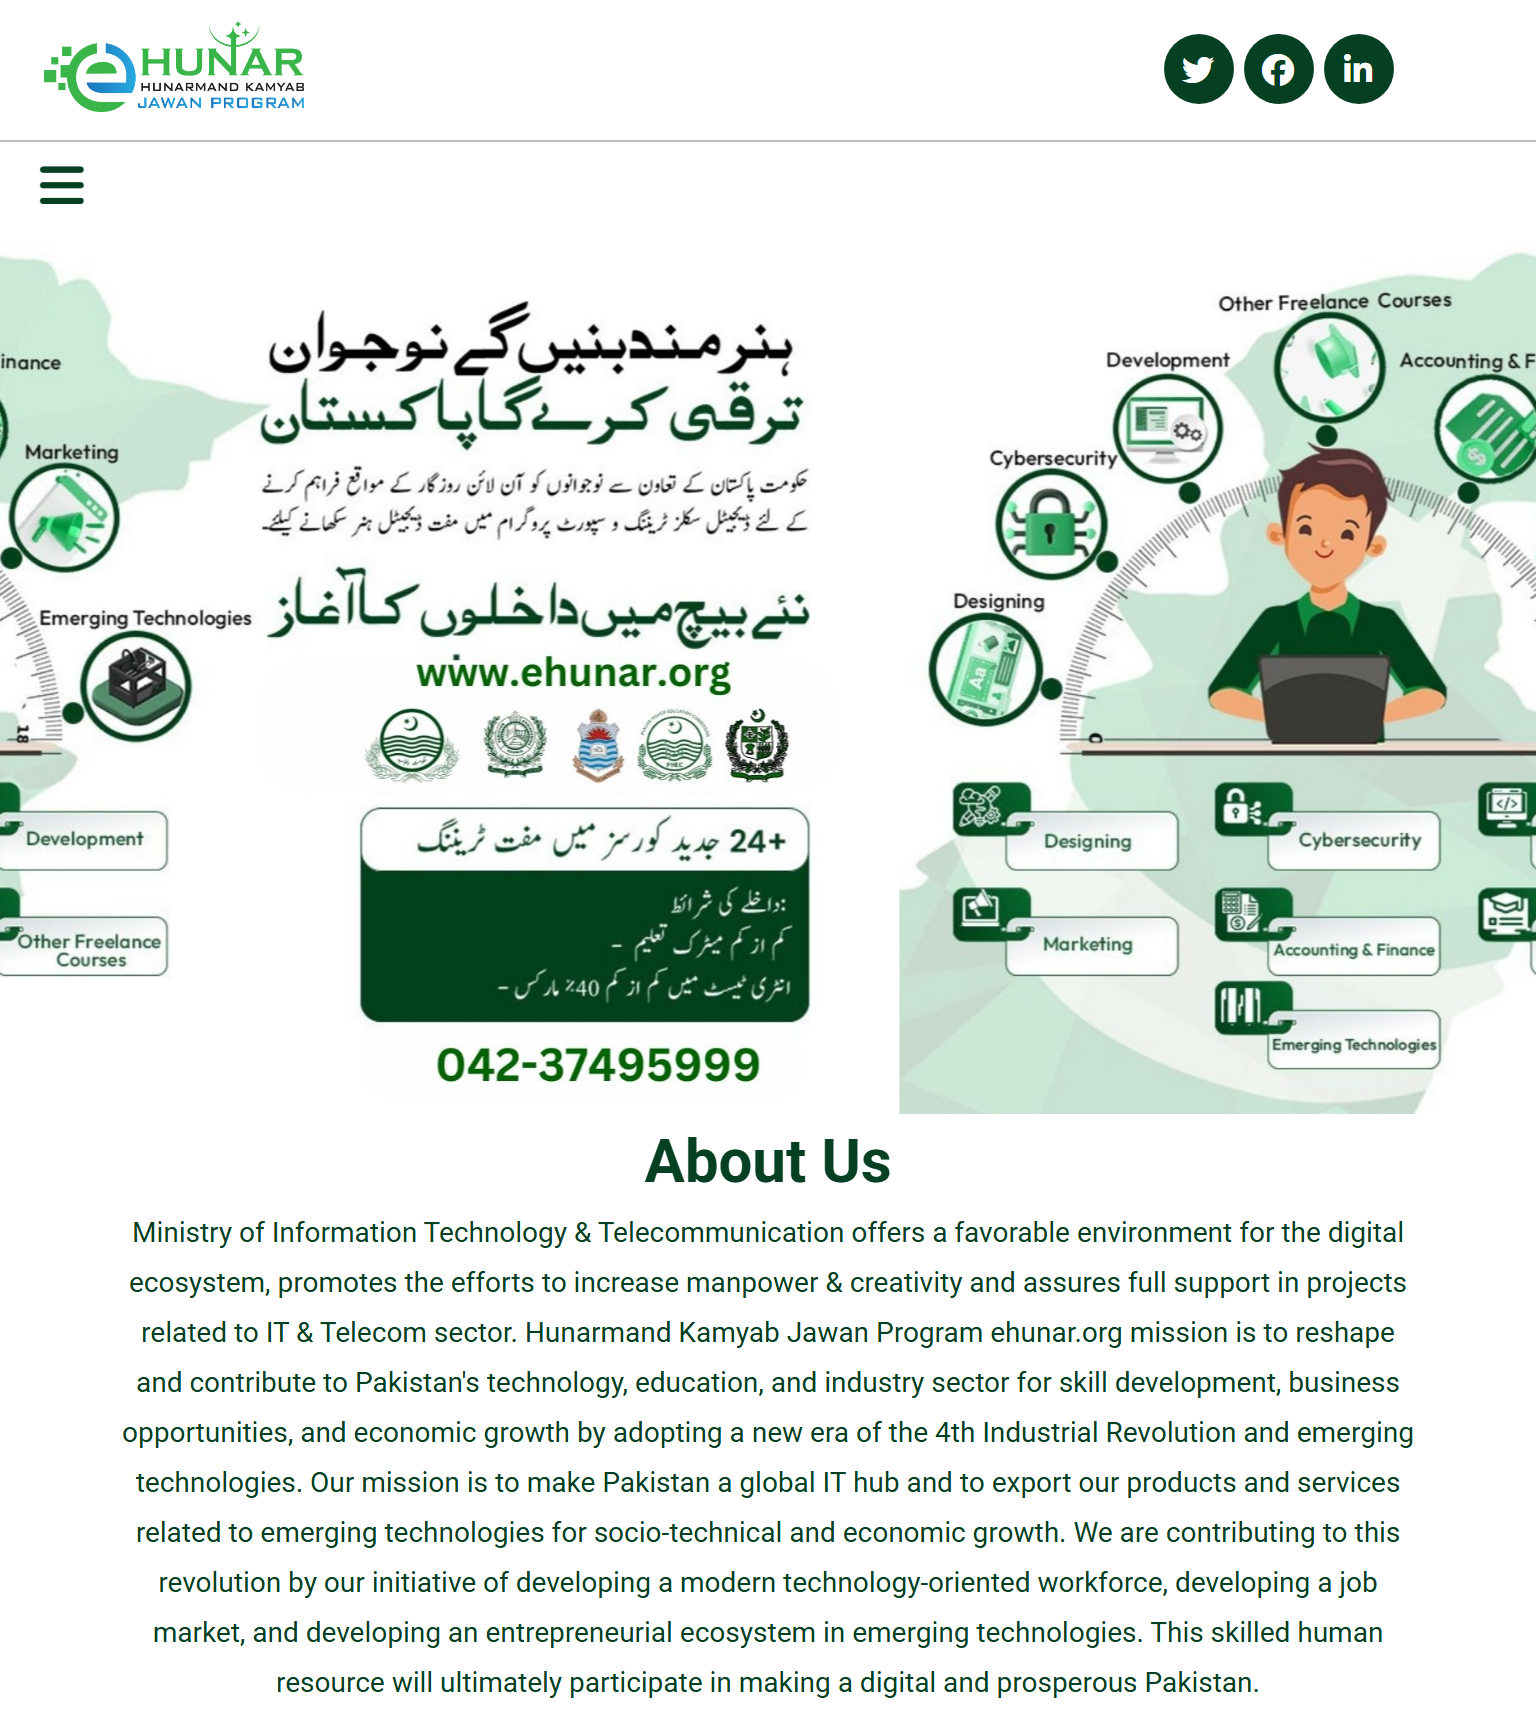 HUNAR
HUNARMAND KAMYAB
JAWAN PROGRAM
inance
Marketing
Emerging Technologies
18
Development
Other Freelance
Courses
ہنرمند بنیں گے نوجوان
ترقی کرے گا پاکستان
حکومت پاکستان کے تعاون سے نوجوانوں کو آن لائن روزگار کے مواقع فراہم کرنے
کے لئے ڈیجیٹل سکلز ٹریننگ و سپورٹ پروگرام میں مفت ڈیجیٹل ہنر سکھانے کیلئے۔
نئے بیچ میں داخلوں کا آغاز
www.ehunar.org
24+ جدید کورسز میں مفت ٹریننگ
داخلے کی شرائط:
کم از کم میٹرک تعلیم -
انٹری ٹیسٹ میں کم از کم 40٪ مارکس -
042-37495999
Other Freelance Courses
Development
Accounting & F
Cybersecurity
Designing
Aa
Designing
Cybersecurity
Marketing
Accounting & Finance
Emerging Technologies
About Us
Ministry of Information Technology & Telecommunication offers a favorable environment for the digital
ecosystem, promotes the efforts to increase manpower & creativity and assures full support in projects
related to IT & Telecom sector. Hunarmand Kamyab Jawan Program ehunar.org mission is to reshape
and contribute to Pakistan's technology, education, and industry sector for skill development, business
opportunities, and economic growth by adopting a new era of the 4th Industrial Revolution and emerging
technologies. Our mission is to make Pakistan a global IT hub and to export our products and services
related to emerging technologies for socio-technical and economic growth. We are contributing to this
revolution by our initiative of developing a modern technology-oriented workforce, developing a job
market, and developing an entrepreneurial ecosystem in emerging technologies. This skilled human
resource will ultimately participate in making a digital and prosperous Pakistan.